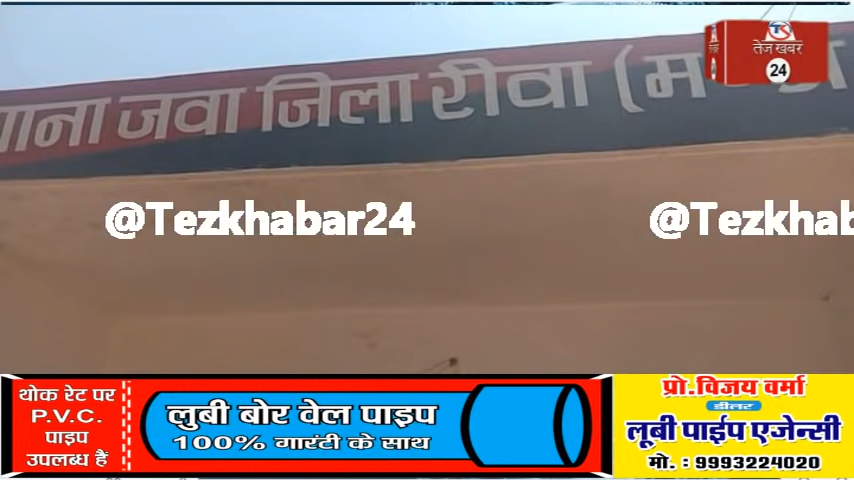 तेज खबर
24
थाना जवा जिला रीवा (म
@Tezkhabar24
@Tezkhab
थोक रेट पर
P.V.C.
पाइप
उपलब्ध हैं
लुबी बोर वेल पाइप
100% गारंटी के साथ
प्रो.विजय वर्मा
डीलर
लूबी पाईप एजेन्सी
मो. : 9993224020